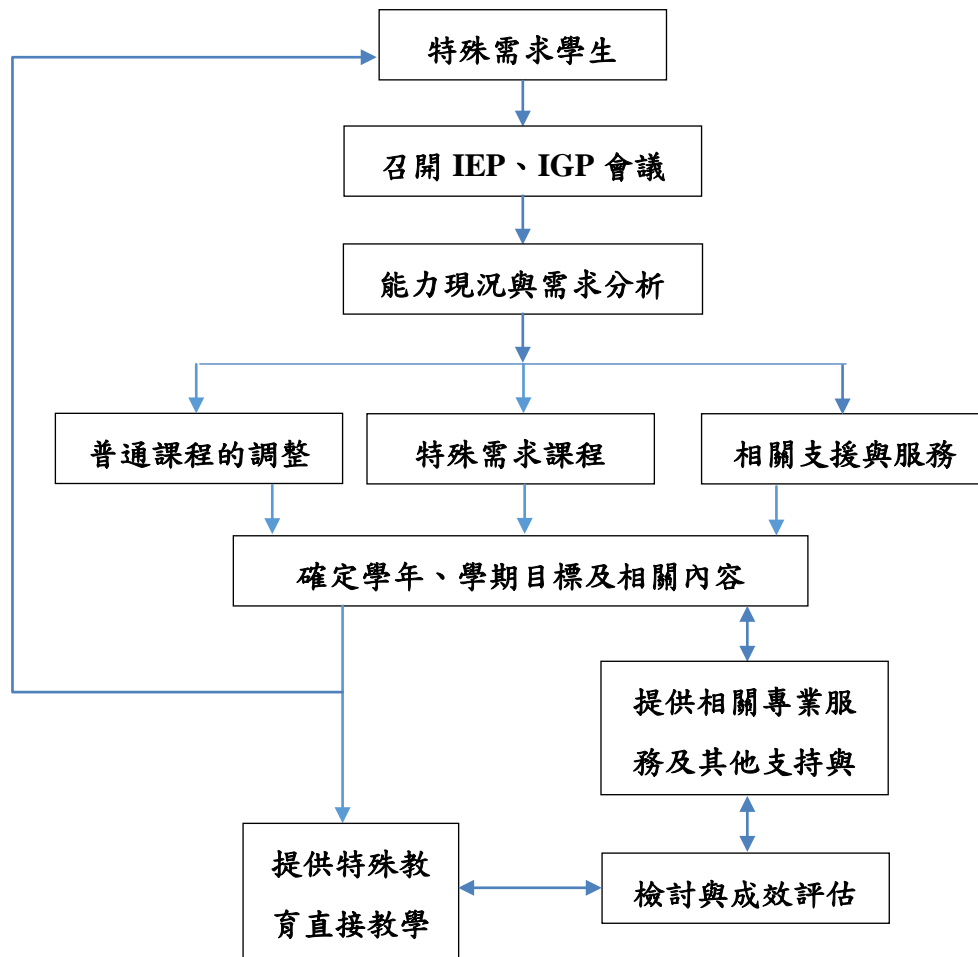 特殊需求學生
召開 IEP、IGP 會議
能力現況與需求分析
普通課程的調整
特殊需求課程
相關支援與服務
確定學年、學期目標及相關內容
提供相關專業服
務及其他支持與
提供特殊教
育直接教學
檢討與成效評估